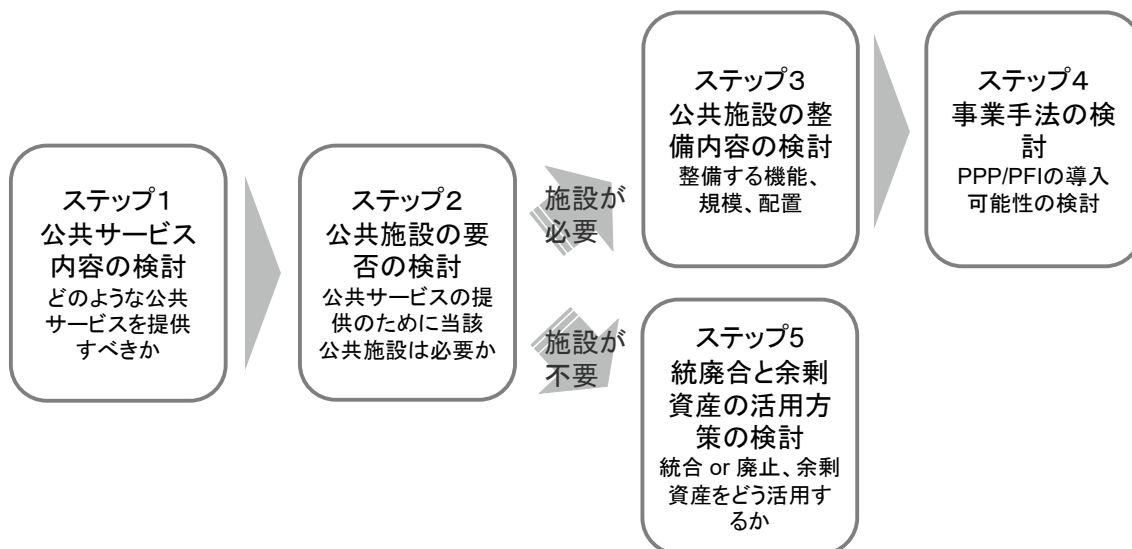 ステップ1
公共サービス
内容の検討
どのような公共
サービスを提供
すべきか
ステップ2
公共施設の要
否の検討
公共サービスの提
供のために当該
公共施設は必要か
施設が
必要
ステップ3
公共施設の整
備内容の検討
整備する機能、
規模、配置
ステップ4
事業手法の検
討
PPP/PFIの導入
可能性の検討
施設が
不要
ステップ5
統廃合と余剰
資産の活用方
策の検討
統合 or 廃止、余剰
資産をどう活用す
るか